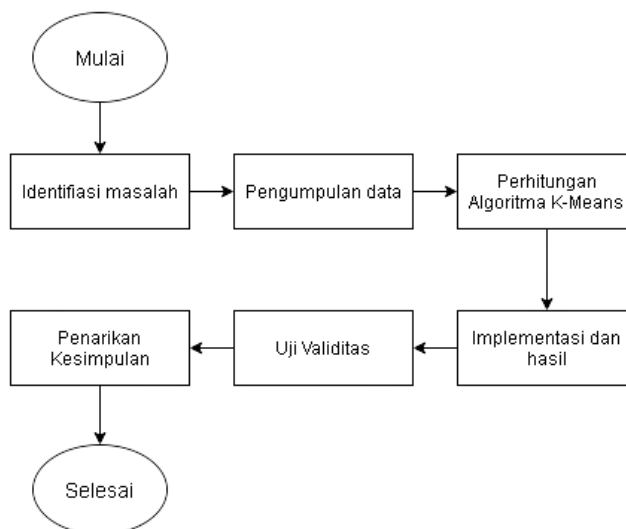 Mulai
Identifiasi masalah
Pengumpulan data
Perhitungan
Algoritma K-Means
Implementasi dan
hasil
Uji Validitas
Penarikan
Kesimpulan
Selesai